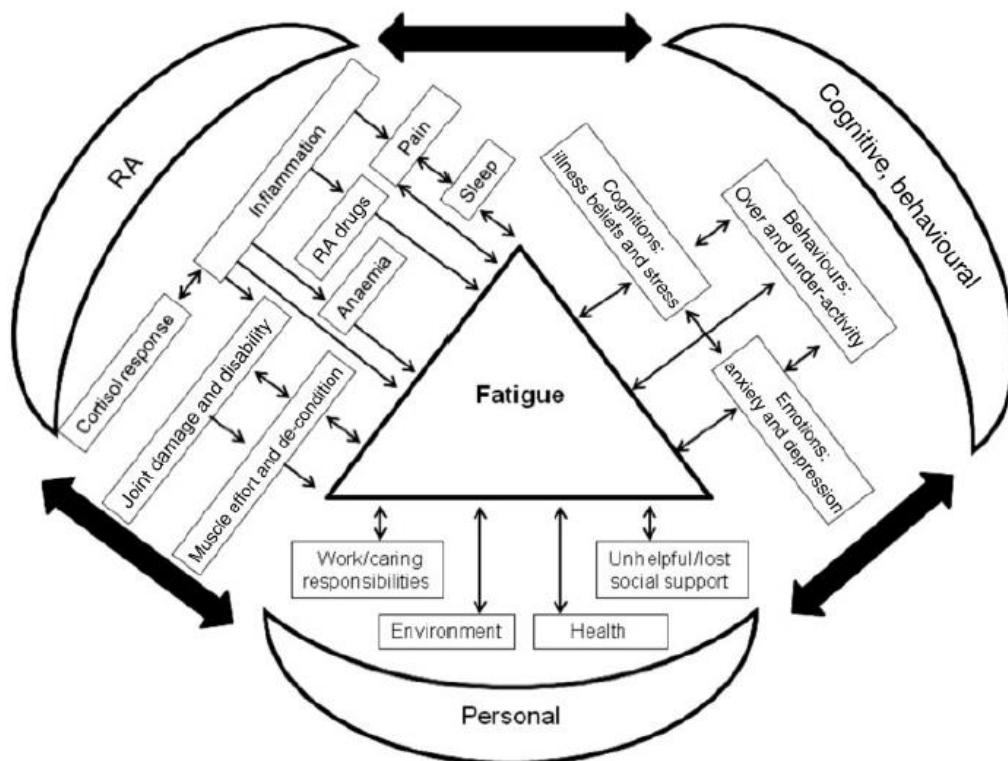 RA
Inflammation
Pain
Sleep
RA drugs
Anaemia
Cortisol response
Joint damage and disability
Muscle effort and de-condition
Cognitive, behavioural
Cognitions:
illness beliefs and stress
Behaviours:
Over and under-activity
Emotions:
anxiety and depression
Fatigue
Work/caring
responsibilities
Unhelpful/lost
social support
Environment
Health
Personal